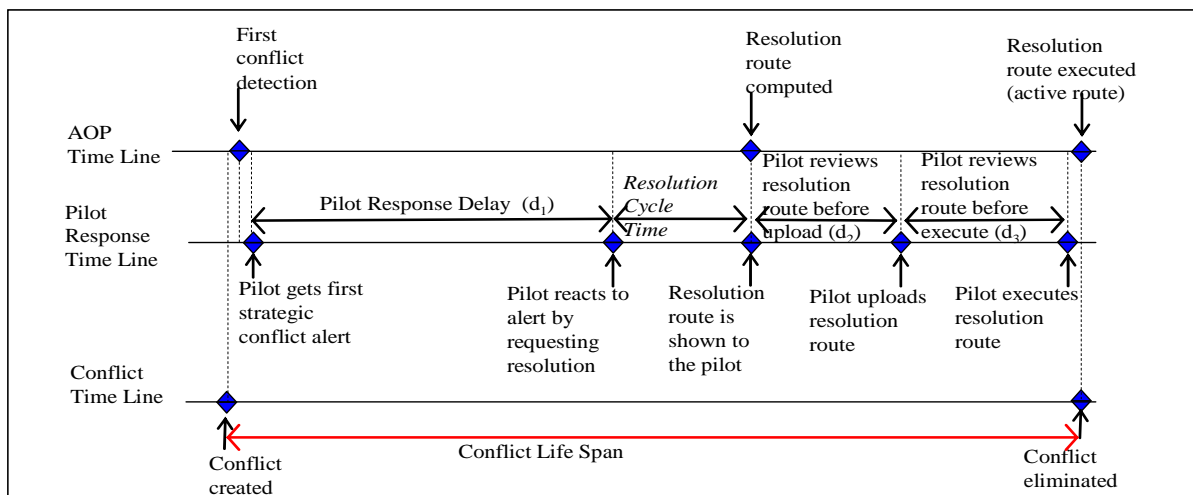 First
conflict
detection
Resolution
route
computed
Resolution
route executed
(active route)
AOP
Time Line
Pilot
Response
Time Line
Pilot Response Delay (d1)
Resolution
Cycle
Time
Pilot reviews
resolution
route before
upload (d2)
Pilot reviews
resolution
route before
execute (d3)
Pilot gets first
strategic
conflict alert
Pilot reacts to
alert by
requesting
resolution
Resolution
route is
shown to
the pilot
Pilot uploads
resolution
route
Pilot executes
resolution
route
Conflict
Time Line
Conflict Life Span
Conflict
created
Conflict
eliminated